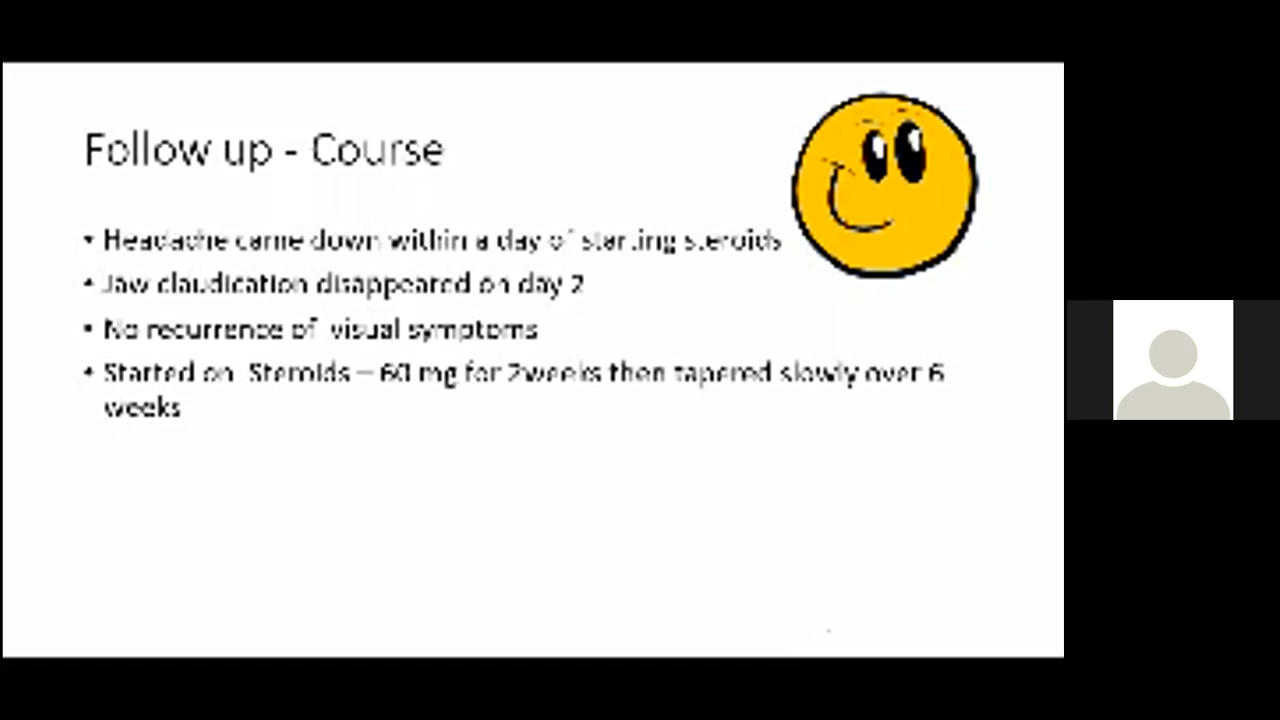 Follow up - Course
• Headache came down within a day of starting steroids
• Jaw claudication disappeared on day 2
• No recurrence of visual symptoms
• Started on Steroids – 60 mg for 2weeks then tapered slowly over 6
weeks